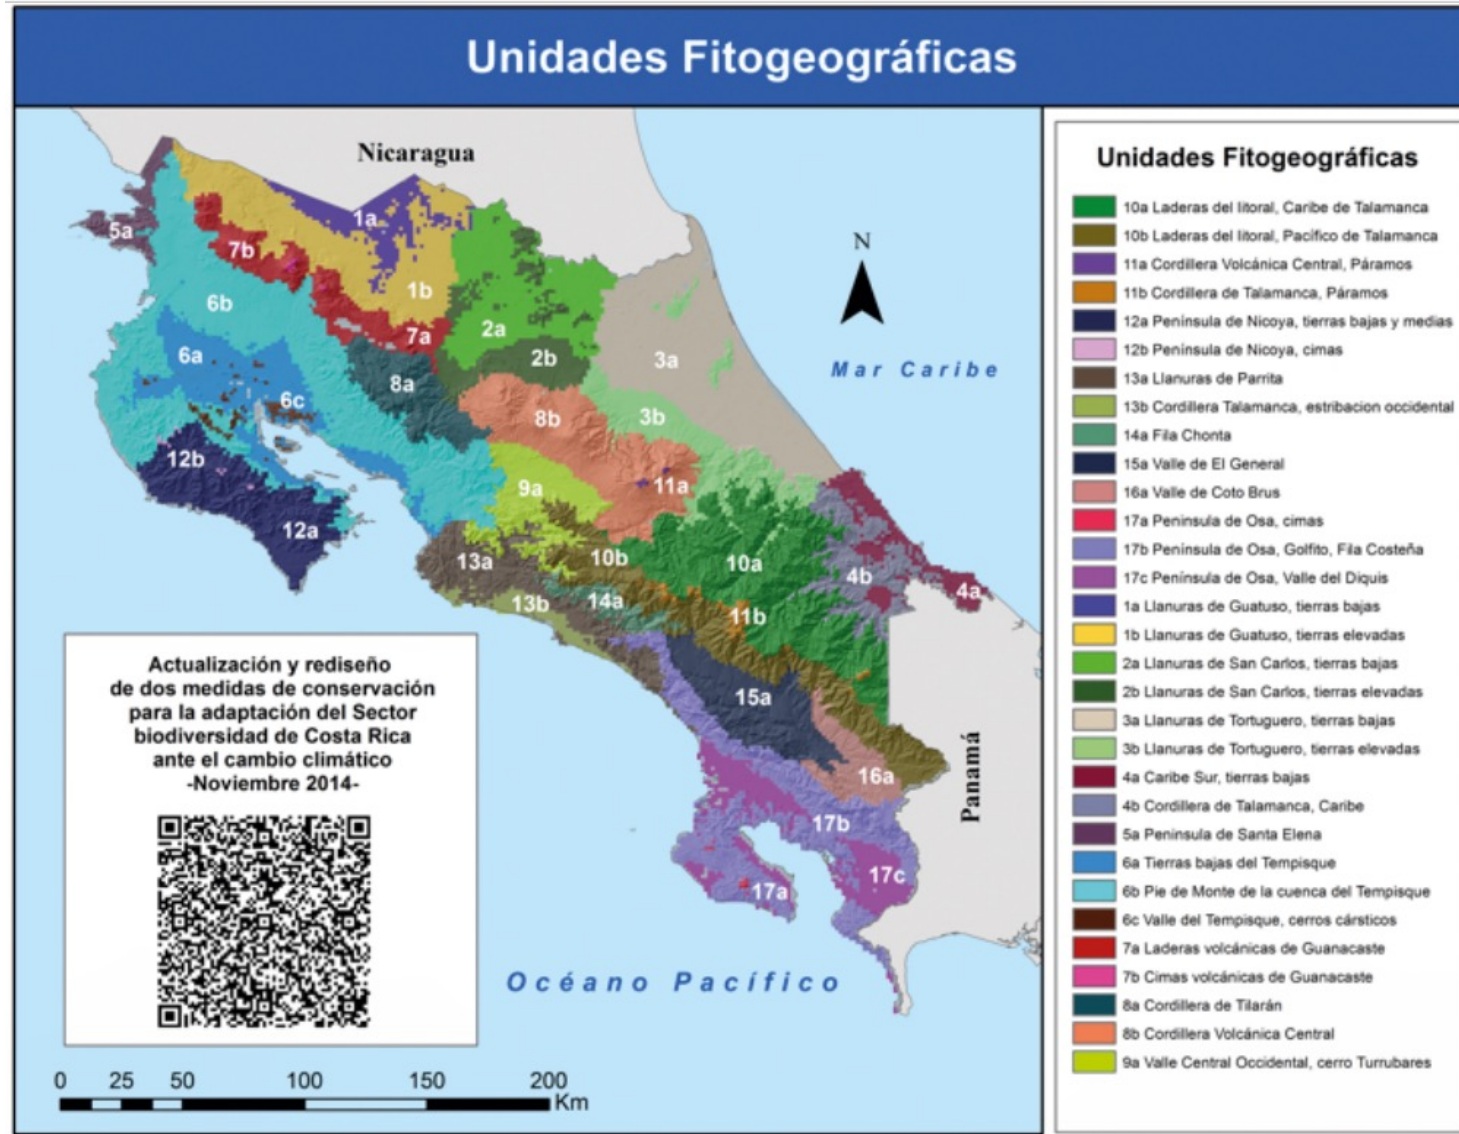 Unidades Fitogeográficas
Nicaragua
1a
5a
7b
1b
6b
2a
7a
6a
2b
3a
8a
6c
8b
3b
12b
9a
11a
12a
13a
10b
10a
4b
4a
13b
14a
11b
15a
16a
17b
17c
17a
N
Mar Caribe
Panamá
Océano Pacífico
Actualización y rediseño
de dos medidas de conservación
para la adaptación del Sector
biodiversidad de Costa Rica
ante el cambio climático
-Noviembre 2014-
0 25 50 100 150 200
Km
Unidades Fitogeográficas
10a Laderas del litoral, Caribe de Talamanca
10b Laderas del litoral, Pacífico de Talamanca
11a Cordillera Volcánica Central, Páramos
11b Cordillera de Talamanca, Páramos
12a Península de Nicoya, tierras bajas y medias
12b Península de Nicoya, cimas
13a Llanuras de Parrita
13b Cordillera Talamanca, estribacion occidental
14a Fila Chonta
15a Valle de El General
16a Valle de Coto Brus
17a Peninsula de Osa, cimas
17b Península de Osa, Golfito, Fila Costeña
17c Península de Osa, Valle del Diquis
1a Llanuras de Guatuso, tierras bajas
1b Llanuras de Guatuso, tierras elevadas
2a Llanuras de San Carlos, tierras bajas
2b Llanuras de San Carlos, tierras elevadas
3a Llanuras de Tortuguero, tierras bajas
3b Llanuras de Tortuguero, tierras elevadas
4a Caribe Sur, tierras bajas
4b Cordillera de Talamanca, Caribe
5a Peninsula de Santa Elena
6a Tierras bajas del Tempisque
6b Pie de Monte de la cuenca del Tempisque
6c Valle del Tempisque, cerros cársticos
7a Laderas volcánicas de Guanacaste
7b Cimas volcánicas de Guanacaste
8a Cordillera de Tilarán
8b Cordillera Volcánica Central
9a Valle Central Occidental, cerro Turrubares